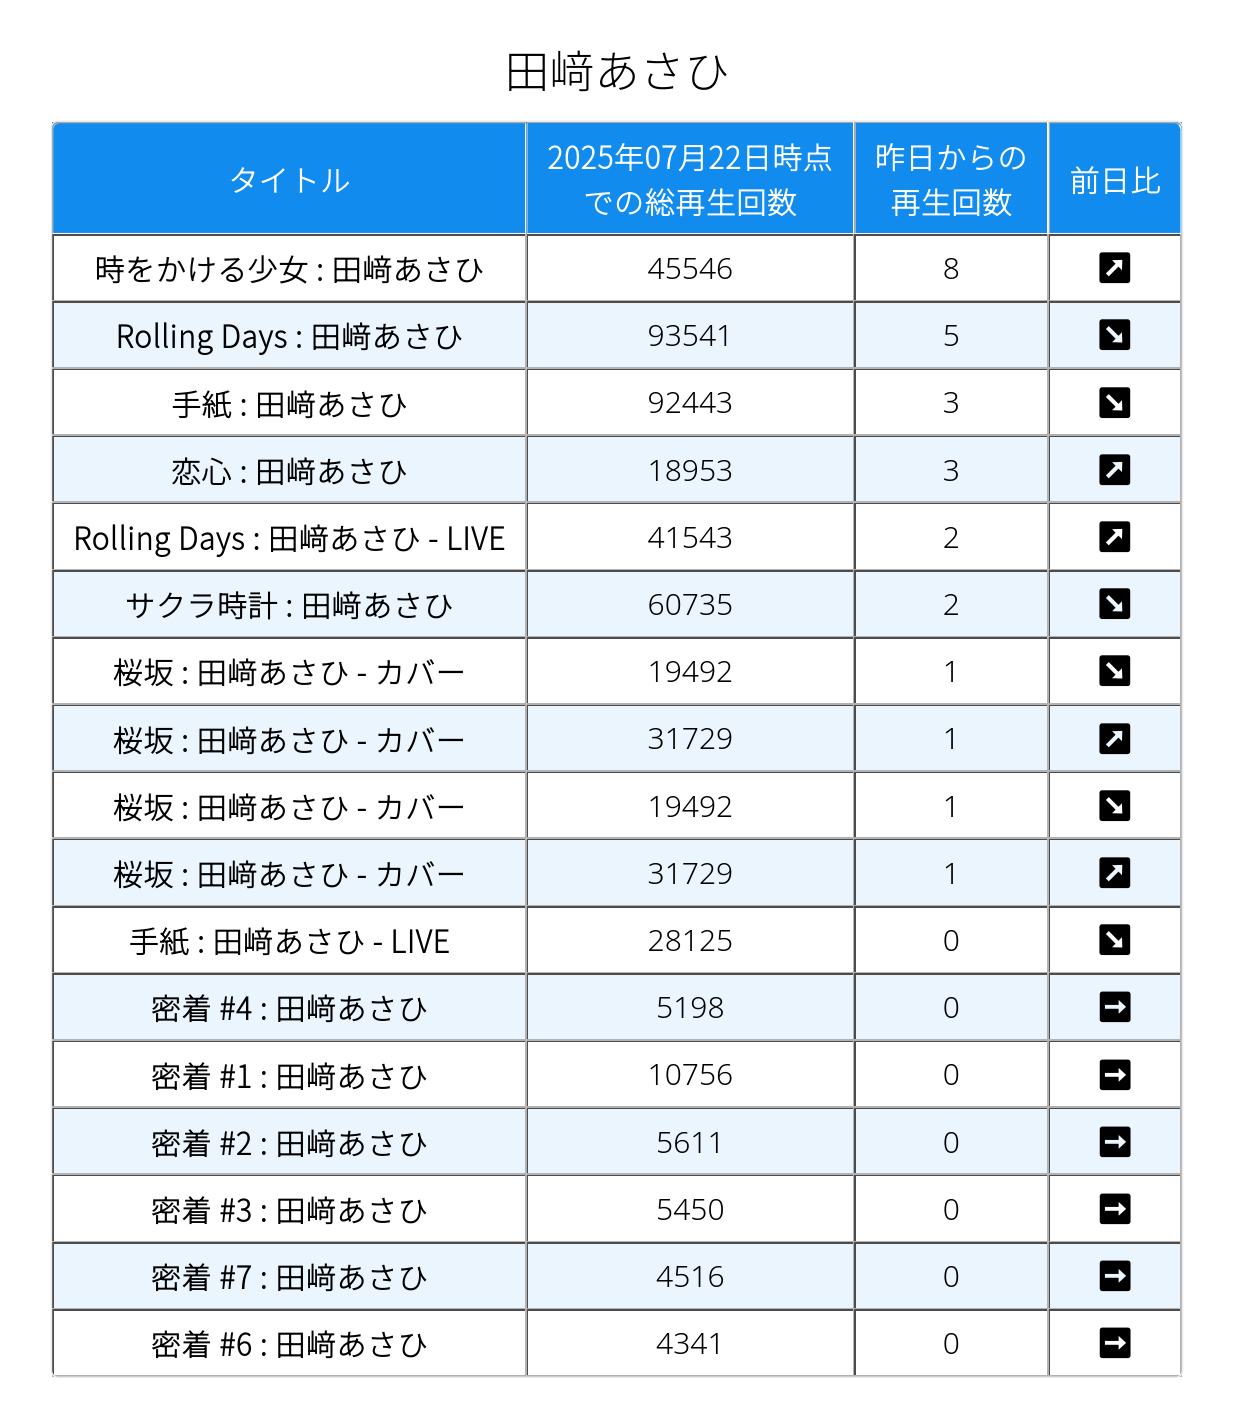 田﨑あさひ
タイトル
2025年07月22日時点
での総再生回数
昨日からの
再生回数
前日比
時をかける少女 : 田﨑あさひ 45546 8 ↗
Rolling Days : 田﨑あさひ 93541 5 ↘
手紙 : 田﨑あさひ 92443 3 ↘
恋心 : 田﨑あさひ 18953 3 ↗
Rolling Days : 田﨑あさひ - LIVE 41543 2 ↗
サクラ時計 : 田﨑あさひ 60735 2 ↘
桜坂 : 田﨑あさひ - カバー 19492 1 ↘
桜坂 : 田﨑あさひ - カバー 31729 1 ↗
桜坂 : 田﨑あさひ - カバー 19492 1 ↘
桜坂 : 田﨑あさひ - カバー 31729 1 ↗
手紙 : 田﨑あさひ - LIVE 28125 0 ↘
密着 #4 : 田﨑あさひ 5198 0 →
密着 #1 : 田﨑あさひ 10756 0 →
密着 #2 : 田﨑あさひ 5611 0 →
密着 #3 : 田﨑あさひ 5450 0 →
密着 #7 : 田﨑あさひ 4516 0 →
密着 #6 : 田﨑あさひ 4341 0 →